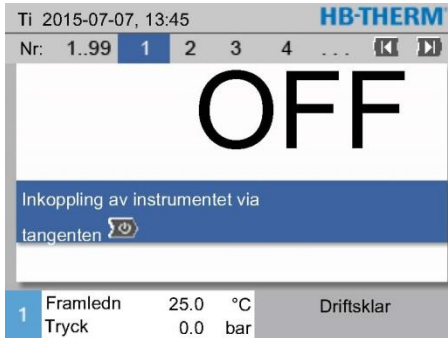 Ti 2015-07-07, 13:45 HB-THERM
Nr: 1..99 1 2 3 4 ...
OFF
Inkoppling av instrumentet via
tangenten
1 Framledn 25.0 °C Driftsklar
Tryck 0.0 bar